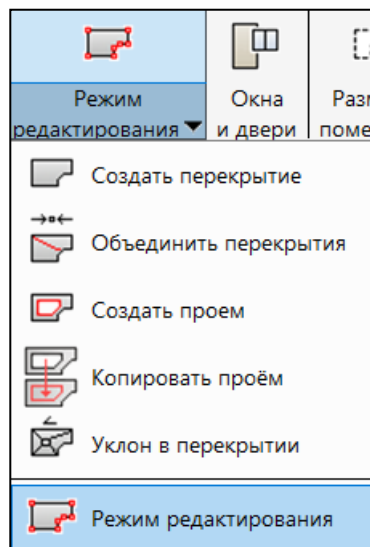 Режим
редактирования
Окна
и двери
Создать перекрытие
Объединить перекрытия
Создать проем
Копировать проём
Уклон в перекрытии
Режим редактирования